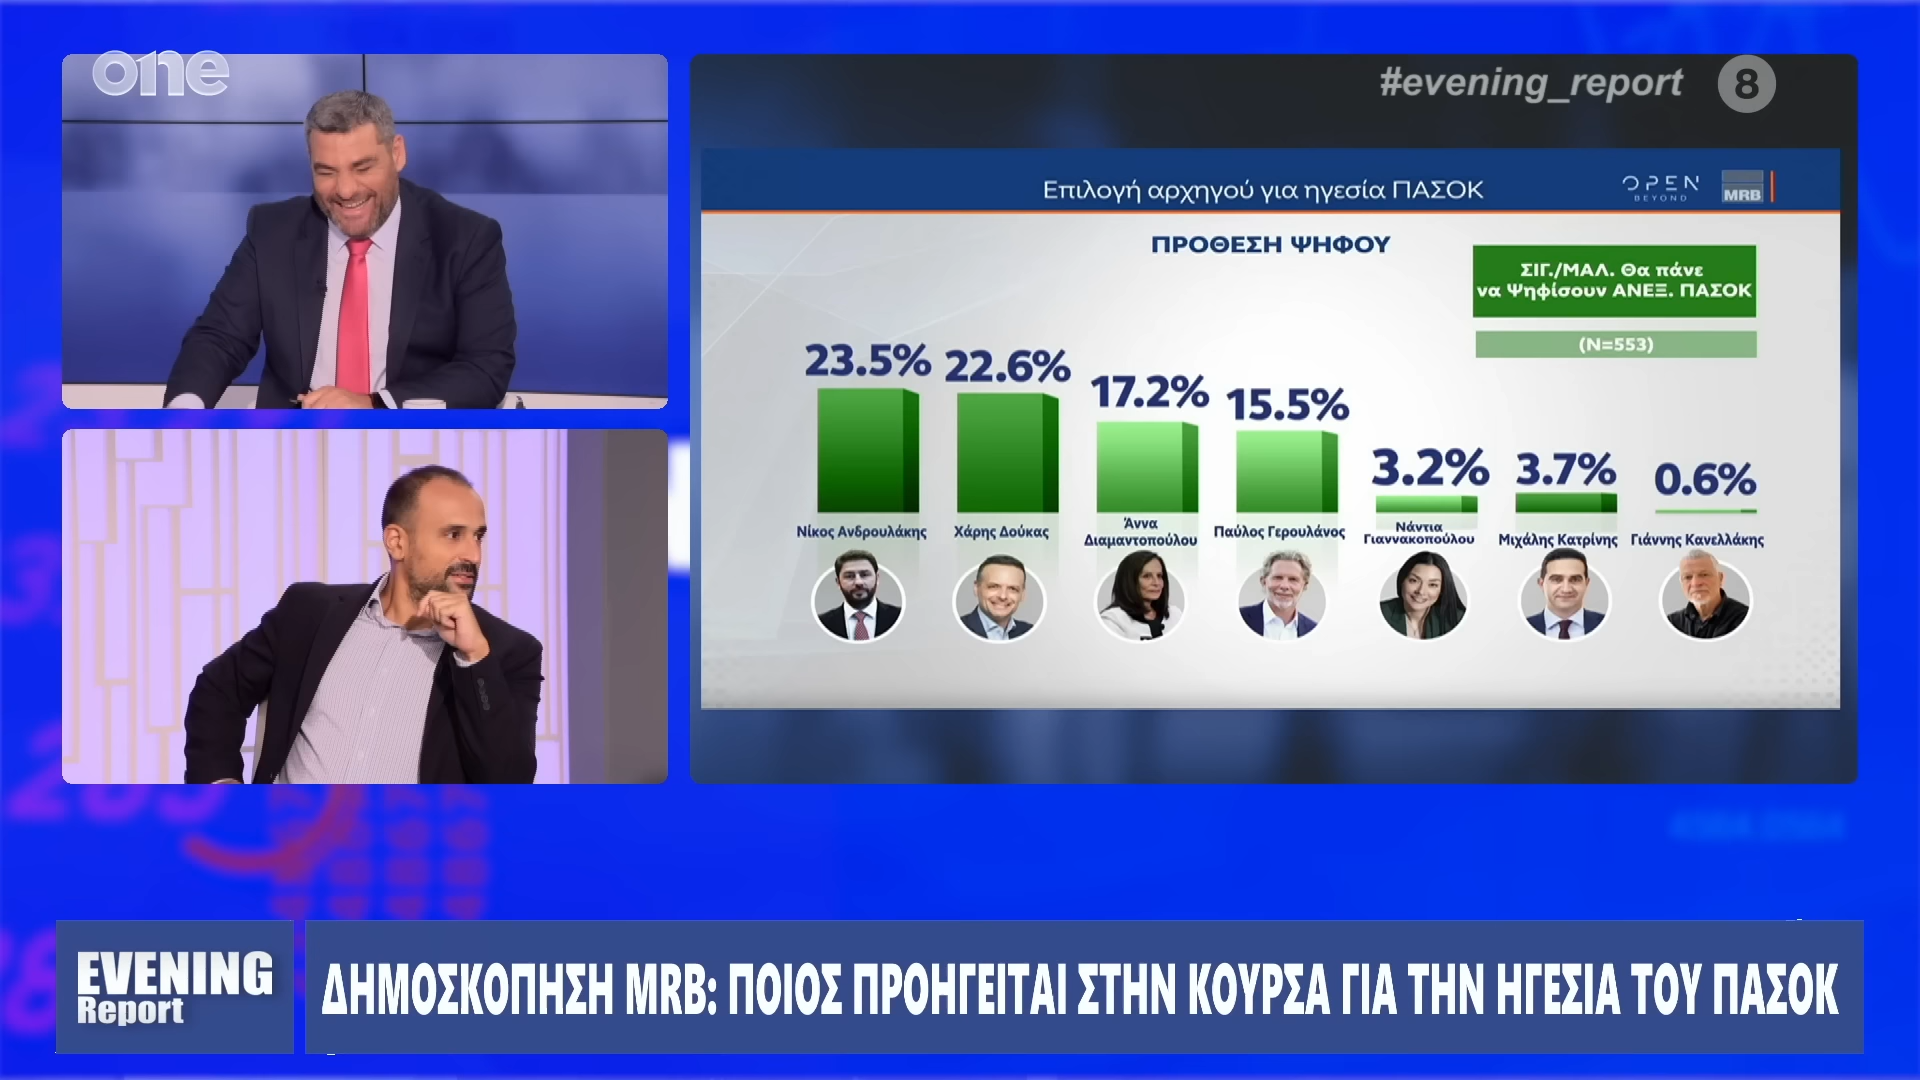 one
#evening_report
8
Επιλογή αρχηγού για ηγεσία ΠΑΣΟΚ
OPEN
BEYOND
MRB
ΠΡΟΘΕΣΗ ΨΗΦΟΥ
ΣΙΓ./ΜΑΛ. Θα πάνε
να Ψηφίσουν ΑΝΕΞ. ΠΑΣΟΚ
(N=553)
23.5% 22.6% 17.2% 15.5% 3.2% 3.7% 0.6%
Νίκος Ανδρουλάκης
Χάρης Δούκας
Άννα
Διαμαντοπούλου
Παύλος Γερουλάνος
Νάντια
Γιαννακοπούλου
Μιχάλης Κατρίνης
Γιάννης Κανελλάκης
EVENING
Report
ΔΗΜΟΣΚΟΠΗΣΗ MRB: ΠΟΙΟΣ ΠΡΟΗΓΕΙΤΑΙ ΣΤΗΝ ΚΟΥΡΣΑ ΓΙΑ ΤΗΝ ΗΓΕΣΙΑ ΤΟΥ ΠΑΣΟΚ